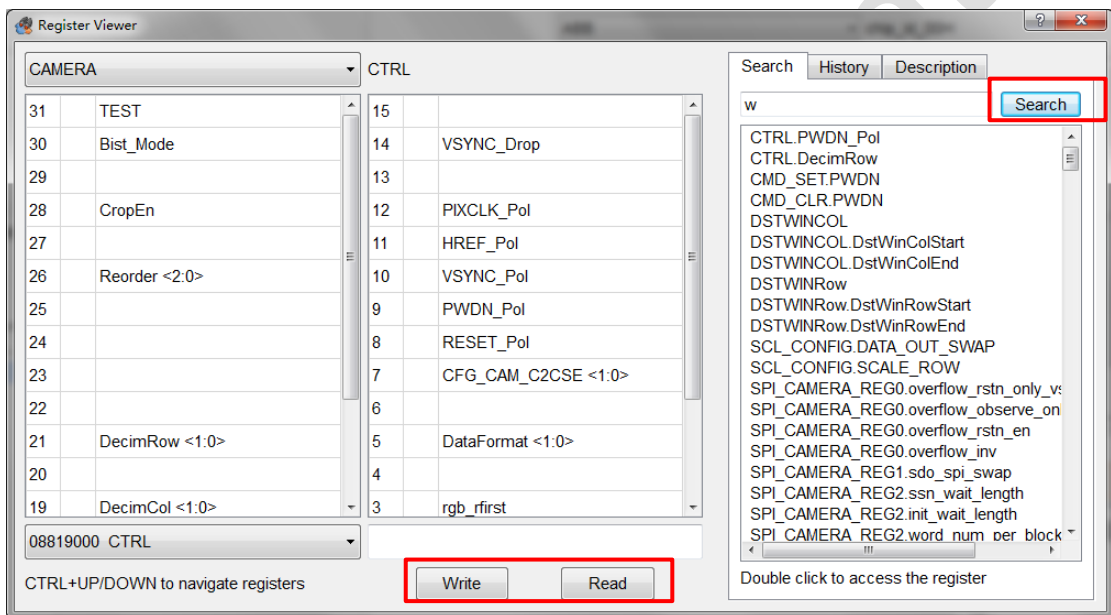 Register Viewer
CAMERA
CTRL
31 TEST
30 Bist_Mode
29
28 CropEn
27
26 Reorder <2:0>
25
24
23
22
21 DecimRow <1:0>
20
19 DecimCol <1:0>
15
14 VSYNC_Drop
13
12 PIXCLK_Pol
11 HREF_Pol
10 VSYNC_Pol
9 PWDN_Pol
8 RESET_Pol
7 CFG_CAM_C2CSE <1:0>
6
5 DataFormat <1:0>
4
3 rgb_rfirst
08819000 CTRL
CTRL+UP/DOWN to navigate registers
Write
Read
Search History Description
w
Search
CTRL.PWDN_Pol
CTRL.DecimRow
CMD_SET.PWDN
CMD_CLR.PWDN
DSTWINCOL
DSTWINCOL.DstWinColStart
DSTWINCOL.DstWinColEnd
DSTWINRow
DSTWINRow.DstWinRowStart
DSTWINRow.DstWinRowEnd
SCL_CONFIG.DATA_OUT_SWAP
SCL_CONFIG.SCALE_ROW
SPI_CAMERA_REG0.overflow_rstn_only_vs
SPI_CAMERA_REG0.overflow_observe_on
SPI_CAMERA_REG0.overflow_rstn_en
SPI_CAMERA_REG0.overflow_inv
SPI_CAMERA_REG1.sdo_spi_swap
SPI_CAMERA_REG2.ssn_wait_length
SPI_CAMERA_REG2.init_wait_length
SPI_CAMERA_REG2.word_num_per_block
Double click to access the register